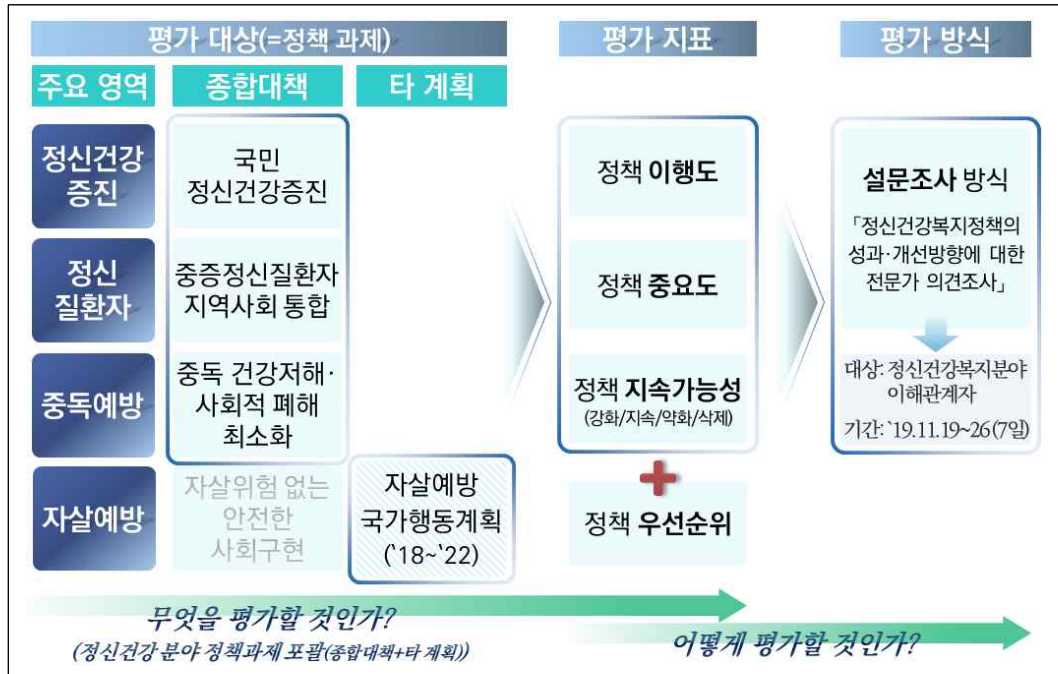 평가 대상(=정책 과제)
평가 지표
평가 방식
주요 영역
종합대책
타 계획
정신건강
증진
국민
정신건강증진
정신
질환자
중증정신질환자
지역사회 통합
중독예방
중독 건강저해·
사회적 폐해
최소화
자살예방
자살위험 없는
안전한
사회구현
자살예방
국가행동계획
(`18~`22)
정책 이행도
정책 중요도
정책 지속가능성
(강화/지속/약화/삭제)
정책 우선순위
설문조사 방식
「정신건강복지정책의
성과·개선방향에 대한
전문가 의견조사」
대상: 정신건강복지분야
이해관계자
기간: `19.11.19~26(7일)
무엇을 평가할 것인가?
(정신건강 분야 정책과제 포괄(종합대책+타 계획))
어떻게 평가할 것인가?